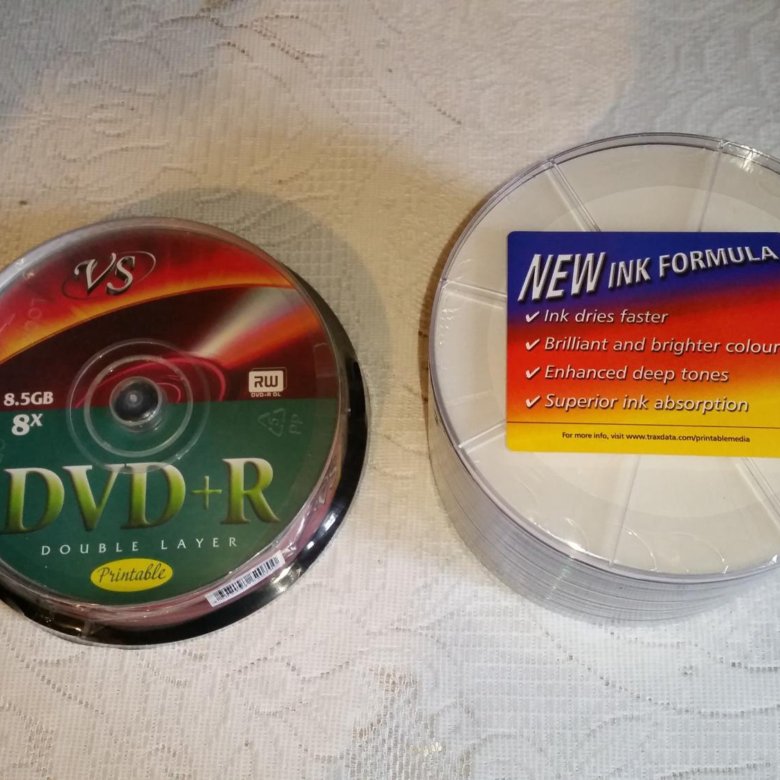 VS
8.5GB
8X
RW
DVD+R DL
DVD+R
DOUBLE LAYER
Printable
NEW INK FORMULA
✓ Ink dries faster
✓ Brilliant and brighter colour
✓ Enhanced deep tones
✓ Superior ink absorption
For more info, visit www.traxdata.com/printablemedia